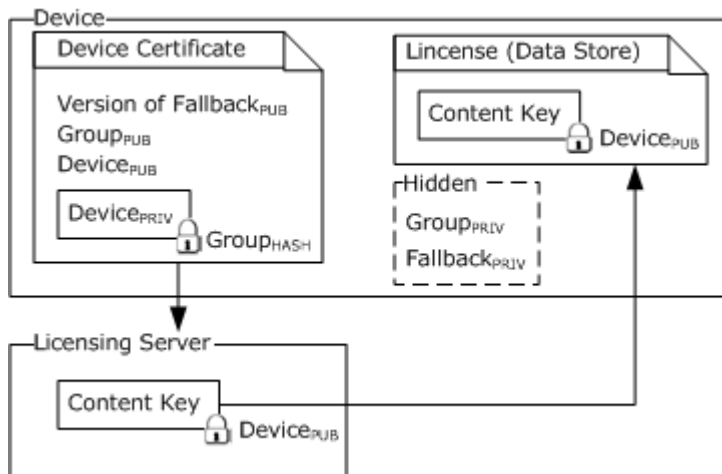 Device
Device Certificate
Version of FallbackPUB
GroupPUB
DevicePUB
DevicePRIV
GroupHASH
Lincense (Data Store)
Content Key
DevicePUB
Hidden
GroupPRIV
FallbackPRIV
Licensing Server
Content Key
DevicePUB